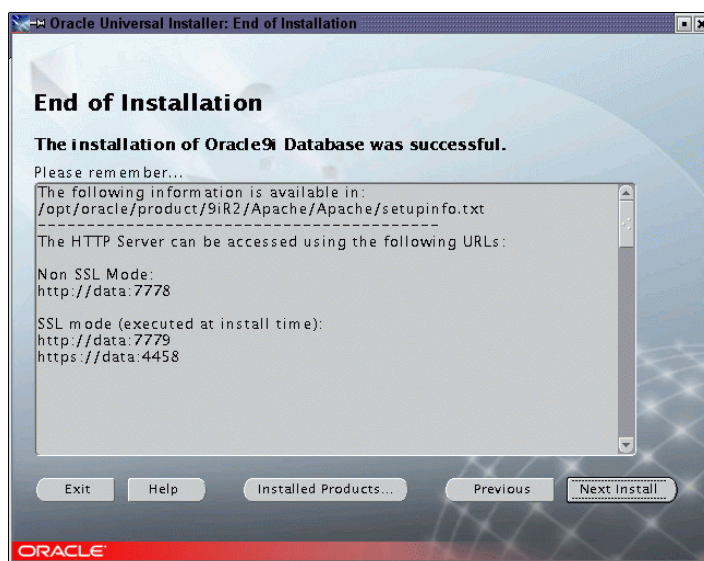 Oracle Universal Installer: End of Installation
End of Installation
The installation of Oracle9i Database was successful.
Please remember...
The following information is available in:
/opt/oracle/product/9iR2/Apache/Apache/setupinfo.txt
-----------------------------------------
The HTTP Server can be accessed using the following URLs:
Non SSL Mode:
http://data:7778
SSL mode (executed at install time):
http://data:7779
https://data:4458
Exit Help Installed Products... Previous Next Install
ORACLE